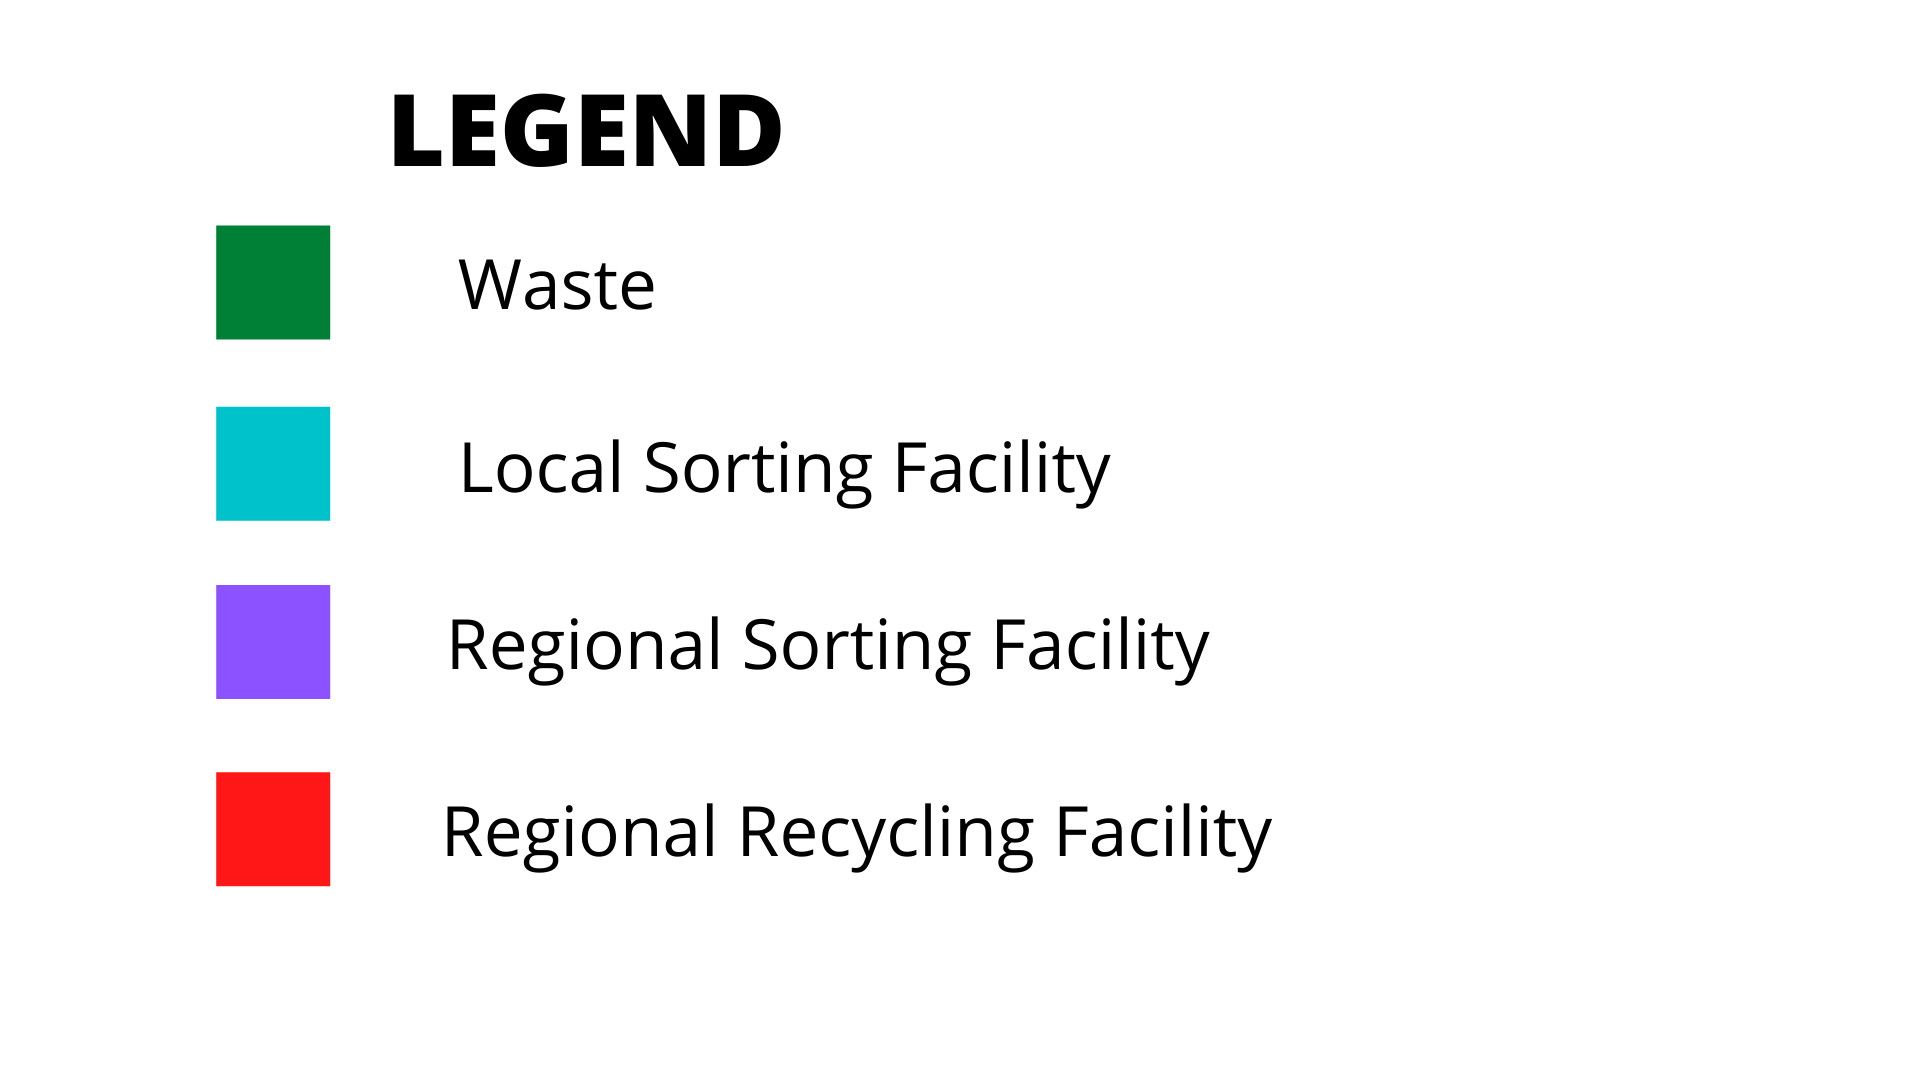 LEGEND
Waste
Local Sorting Facility
Regional Sorting Facility
Regional Recycling Facility